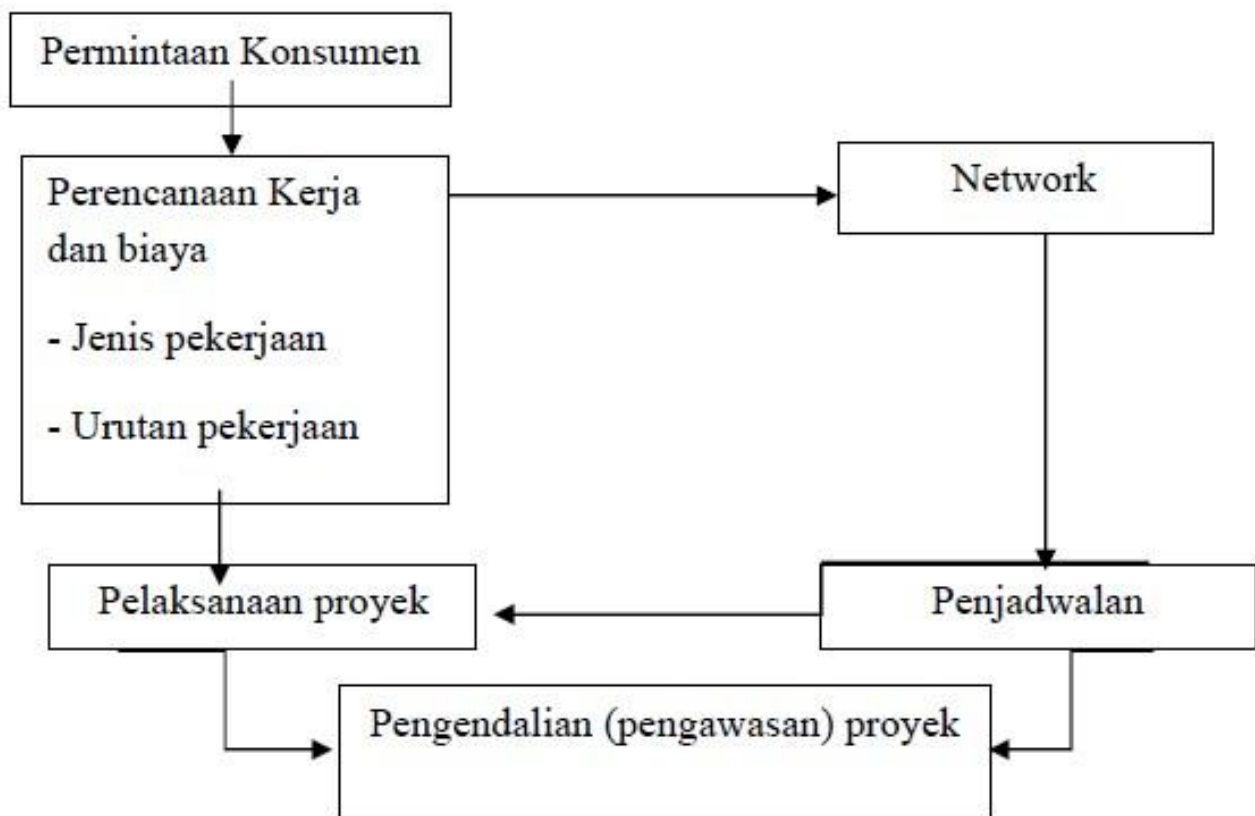 Permintaan Konsumen
Perencanaan Kerja
dan biaya
- Jenis pekerjaan
- Urutan pekerjaan
Network
Pelaksanaan proyek
Penjadwalan
Pengendalian (pengawasan) proyek